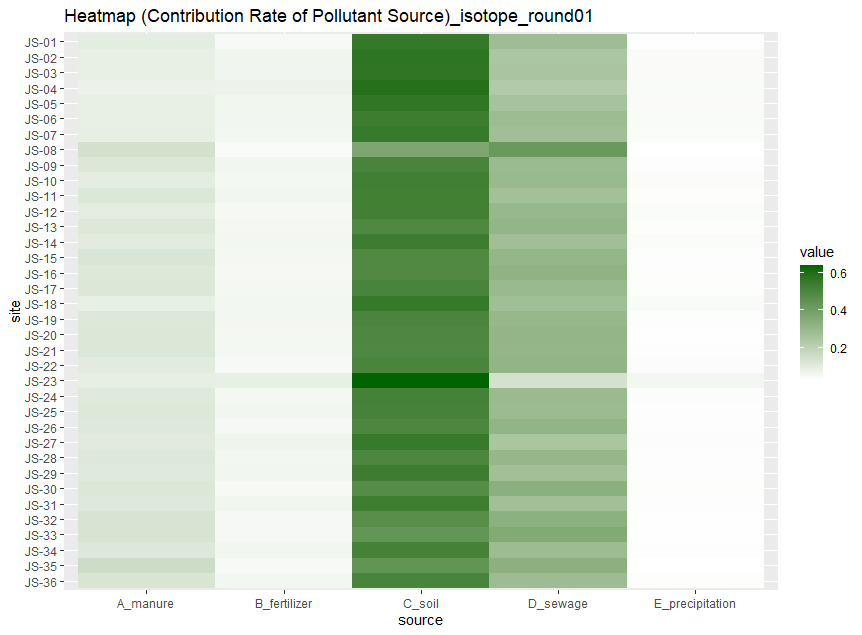 Heatmap (Contribution Rate of Pollutant Source)_isotope_round01
JS-01
JS-02
JS-03
JS-04
JS-05
JS-06
JS-07
JS-08
JS-09
JS-10
JS-11
JS-12
JS-13
JS-14
JS-15
JS-16
JS-17
JS-18
JS-19
JS-20
JS-21
JS-22
JS-23
JS-24
JS-25
JS-26
JS-27
JS-28
JS-29
JS-30
JS-31
JS-32
JS-33
JS-34
JS-35
JS-36
site
A_manure B_fertilizer C_soil D_sewage E_precipitation
source
value
0.6
0.4
0.2